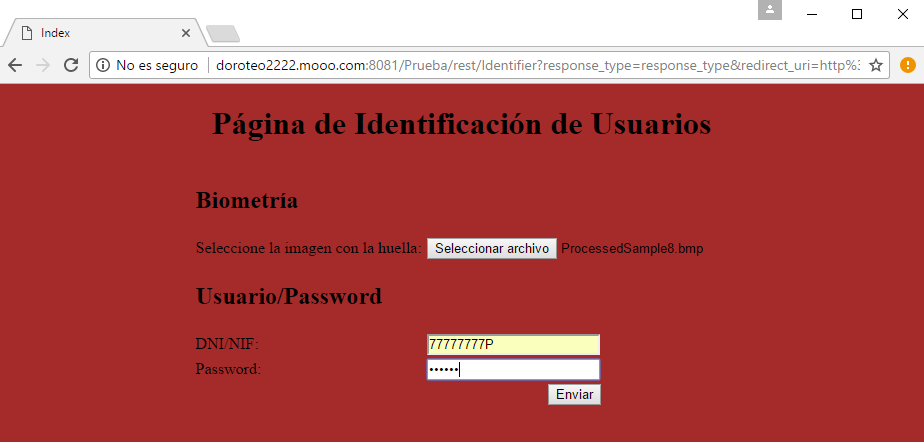 Index
No es seguro doroteo2222.mooo.com:8081/Prueba/rest/Identifier?response_type=response_type&redirect_uri=http%3
Página de Identificación de Usuarios
Biometría
Seleccione la imagen con la huella: Seleccionar archivo ProcessedSample8.bmp
Usuario/Password
DNI/NIF: 77777777P
Password: ••••••
Enviar